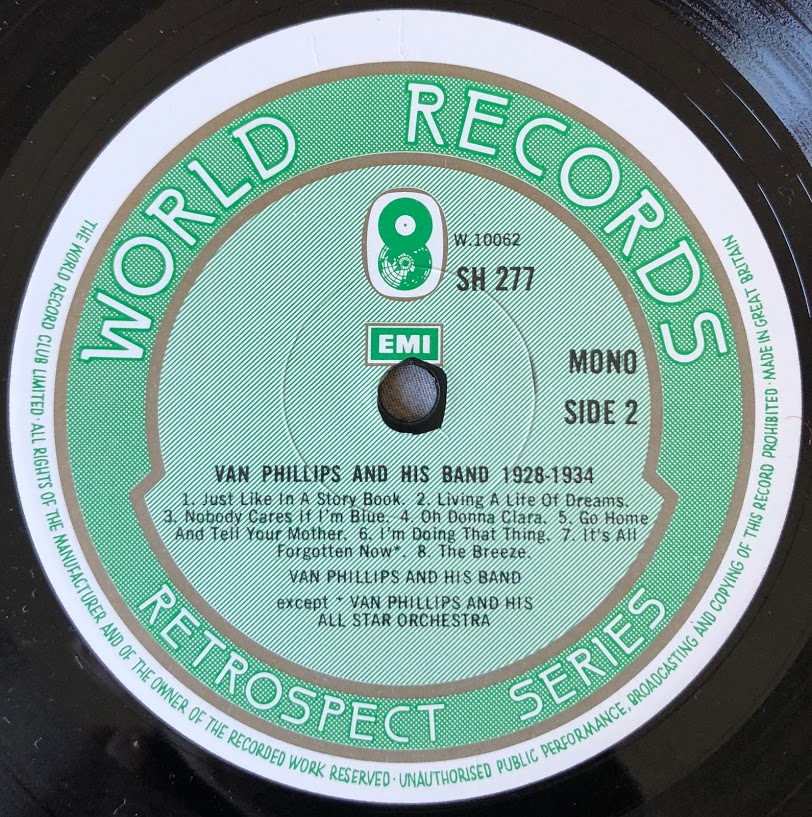 WORLD RECORDS
W.10062
SH 277
EMI
MONO
SIDE 2
VAN PHILLIPS AND HIS BAND 1928-1934
1. Just Like In A Story Book. 2. Living A Life Of Dreams.
3. Nobody Cares If I'm Blue. 4. Oh Donna Clara. 5. Go Home
And Tell Your Mother. 6. I'm Doing That Thing. 7. It's All
Forgotten Now*. 8. The Breeze.
VAN PHILLIPS AND HIS BAND
except * VAN PHILLIPS AND HIS
ALL STAR ORCHESTRA
RETROSPECT SERIES
THE WORLD RECORD CLUB LIMITED · ALL RIGHTS OF THE MANUFACTURER AND OF THE OWNER OF THE RECORDED WORK RESERVED · UNAUTHORISED PUBLIC PERFORMANCE, BROADCASTING AND COPYING OF THIS RECORD PROHIBITED · MADE IN GREAT BRITAIN